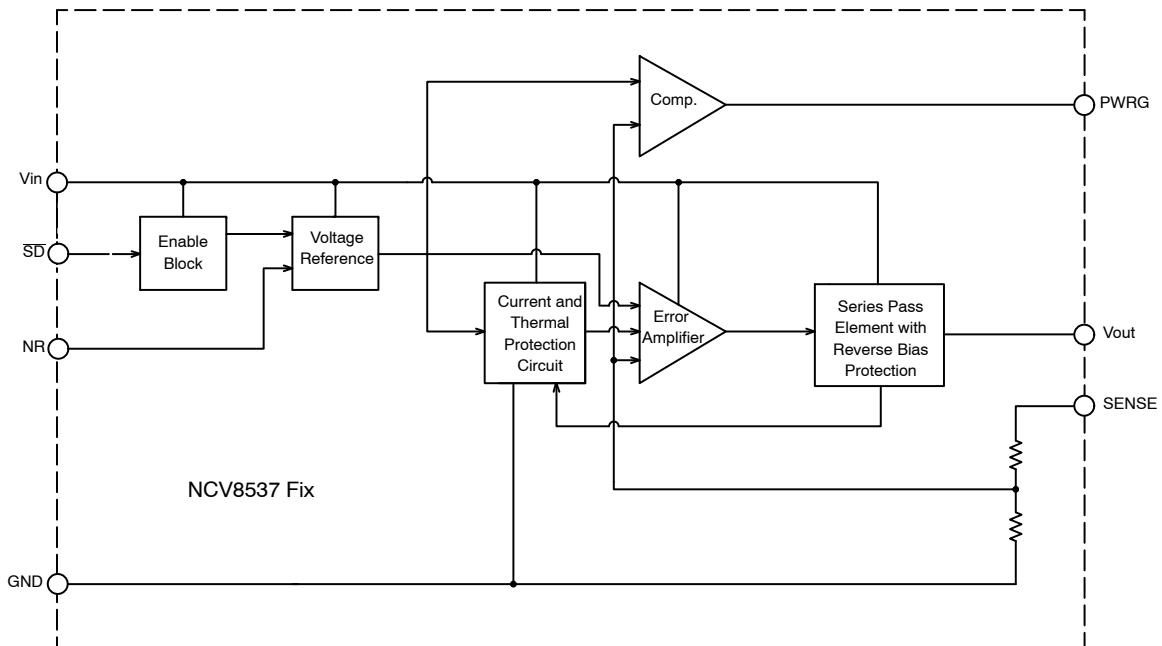 Comp.
PWRG
Vin
Enable
Block
Voltage
Reference
SD
NR
Current and
Thermal
Protection
Circuit
Error
Amplifier
Series Pass
Element with
Reverse Bias
Protection
Vout
SENSE
NCV8537 Fix
GND